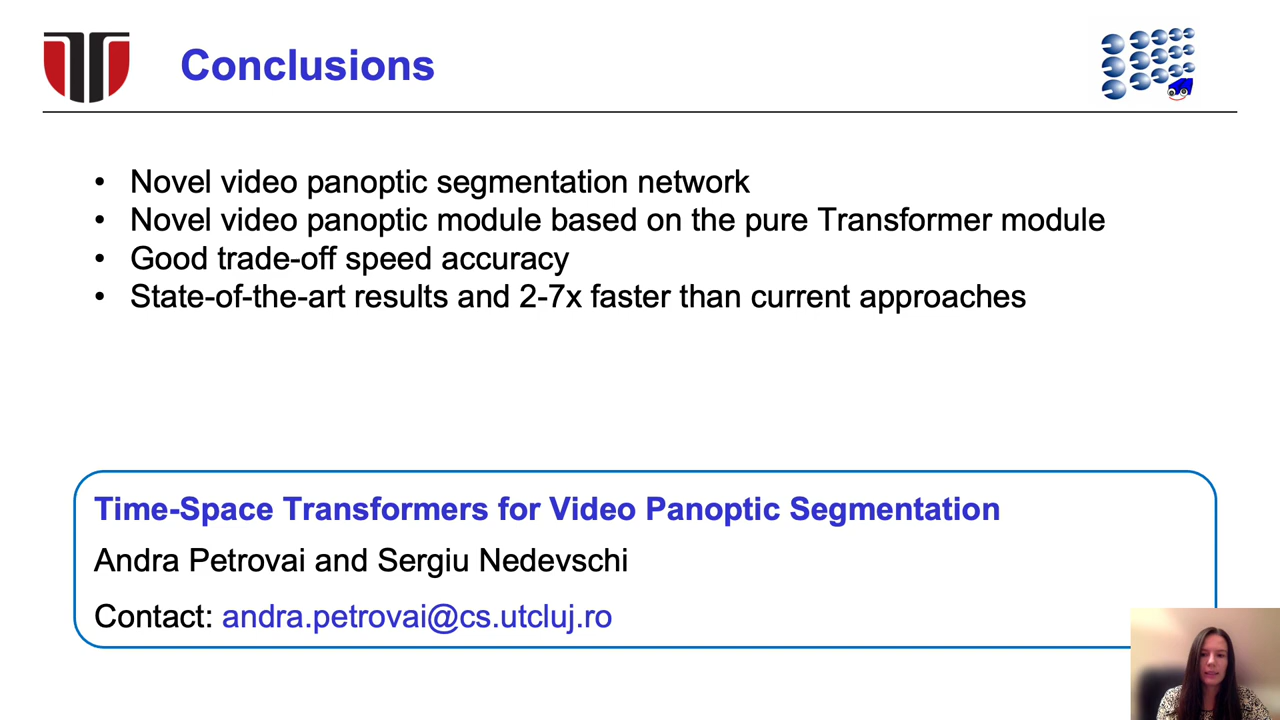 Conclusions
• Novel video panoptic segmentation network
• Novel video panoptic module based on the pure Transformer module
• Good trade-off speed accuracy
• State-of-the-art results and 2-7x faster than current approaches
Time-Space Transformers for Video Panoptic Segmentation
Andra Petrovai and Sergiu Nedevschi
Contact: andra.petrovai@cs.utcluj.ro